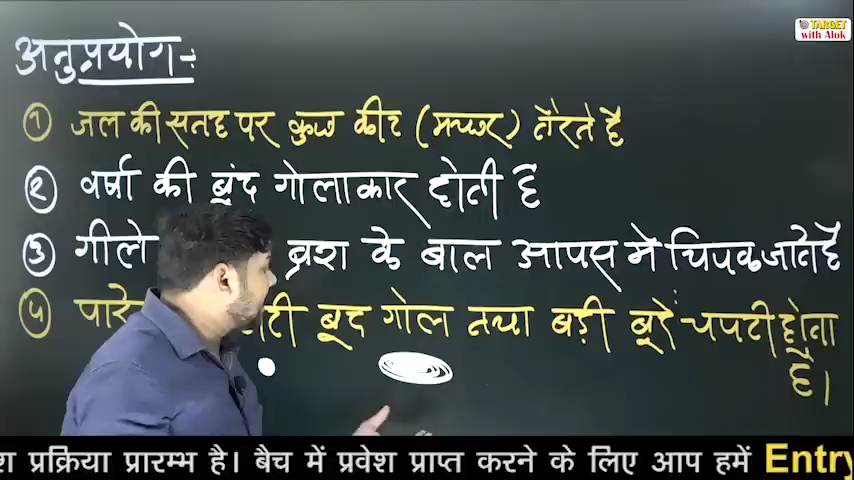 TARGET
with Alok
अनुप्रयोग :-
① जल की सतह पर कुछ कीट (मच्छर) तैरते है
② वर्षा की बूंद गोलाकार होती है
③ गीले ब्रश के बाल आपस मे चिपक जाते है
④ पारे बूंद गोल तथा बड़ी बूंदें चपटी होता
है।
श प्रक्रिया प्रारम्भ है। बैच में प्रवेश प्राप्त करने के लिए आप हमें Entry